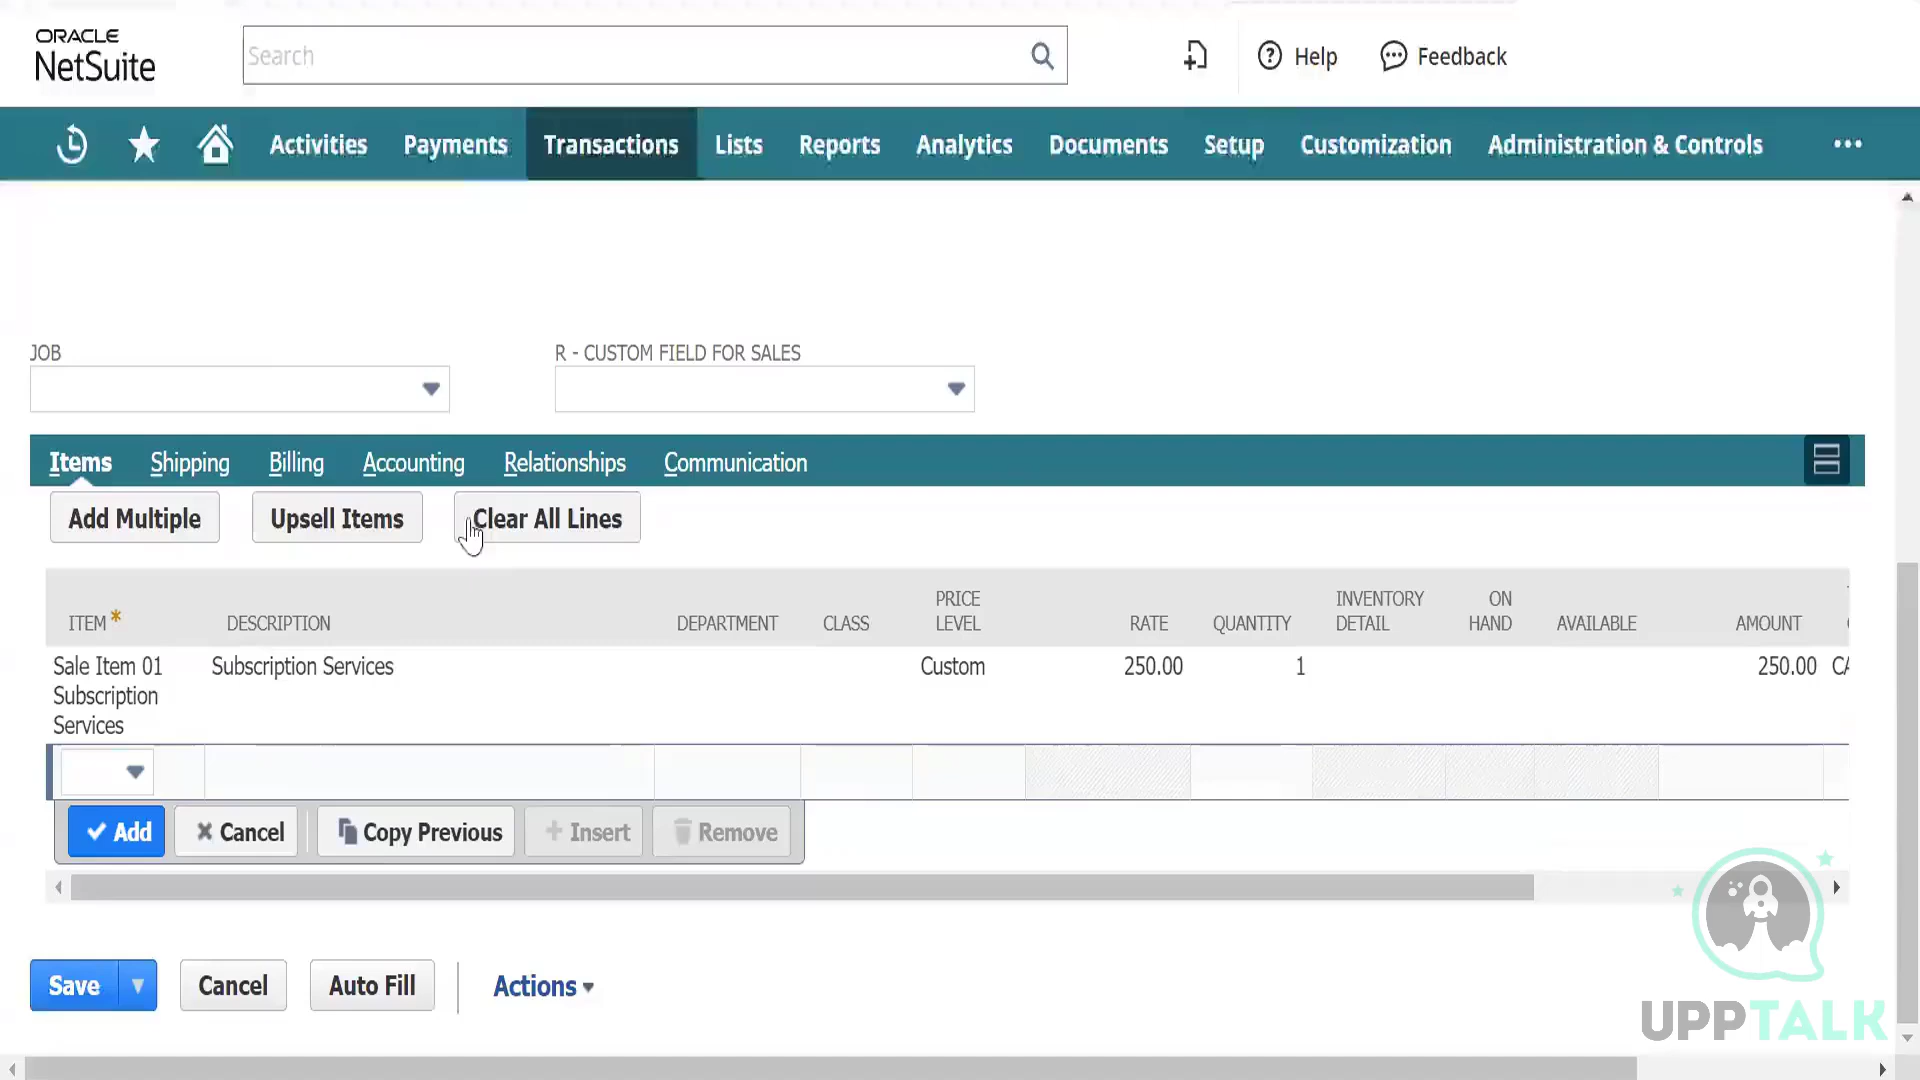 ORACLE
NetSuite
Search
Help
Feedback
Activities
Payments
Transactions
Lists
Reports
Analytics
Documents
Setup
Customization
Administration & Controls
JOB
R - CUSTOM FIELD FOR SALES
Items
Shipping
Billing
Accounting
Relationships
Communication
Add Multiple
Upsell Items
Clear All Lines
ITEM *
DESCRIPTION
DEPARTMENT
CLASS
PRICE
LEVEL
RATE
QUANTITY
INVENTORY
DETAIL
ON
HAND
AVAILABLE
AMOUNT
Sale Item 01
Subscription
Services
Subscription Services
Custom
250.00
1
250.00
CA
Add
Cancel
Copy Previous
Insert
Remove
Save
Cancel
Auto Fill
Actions
UPPTALK